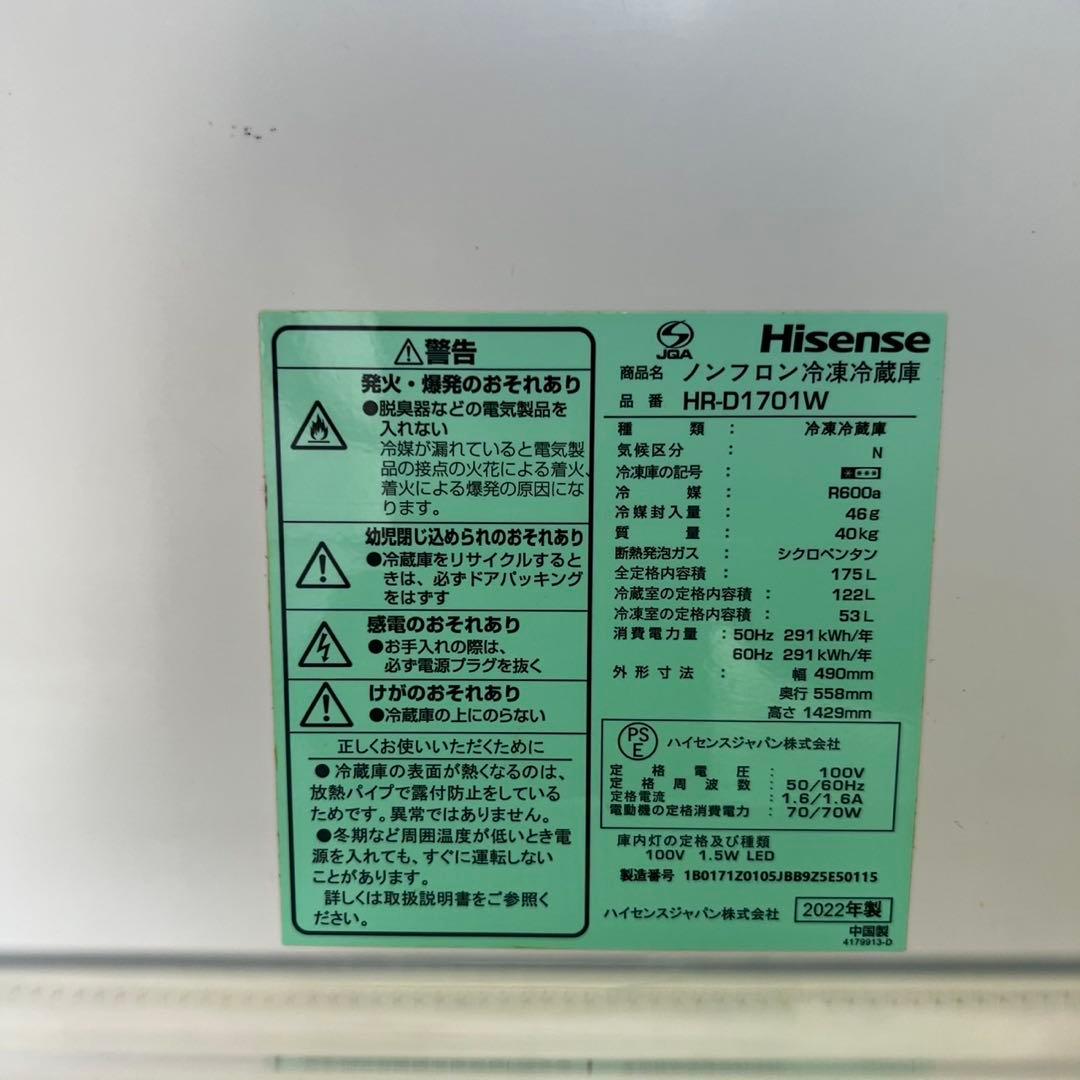 警告
発火・爆発のおそれあり
●脱臭器などの電気製品を
入れない
冷媒が漏れていると電気製
品の接点の火花による着火、
着火による爆発の原因にな
ります。
幼児閉じ込められのおそれあり
●冷蔵庫をリサイクルすると
きは、必ずドアパッキング
をはずす
感電のおそれあり
●お手入れの際は、
必ず電源プラグを抜く
けがのおそれあり
●冷蔵庫の上にのらない
正しくお使いいただくために
●冷蔵庫の表面が熱くなるのは、
放熱パイプで露付防止をしている
ためです。異常ではありません。
●冬期など周囲温度が低いとき電
源を入れても、すぐに運転しない
ことがあります。
詳しくは取扱説明書をご参照く
ださい。
JQA Hisense
商品名 ノンフロン冷凍冷蔵庫
品番 HR-D1701W
種類： 冷凍冷蔵庫
気候区分： N
冷凍庫の記号：
冷媒： R600a
冷媒封入量： 46g
質量： 40kg
断熱発泡ガス： シクロペンタン
全定格内容積： 175L
冷蔵室の定格内容積： 122L
冷凍室の定格内容積： 53L
消費電力量： 50Hz 291kWh/年
60Hz 291kWh/年
外形寸法： 幅 490mm
奥行 558mm
高さ 1429mm
PS
E ハイセンスジャパン株式会社
定格電圧： 100V
定格周波数： 50/60Hz
定格電流： 1.6/1.6A
電動機の定格消費電力： 70/70W
庫内灯の定格及び種類
100V 1.5W LED
製造番号 1B0171Z0105JBB9Z5E50115
ハイセンスジャパン株式会社 2022年製
中国製
4179913-D